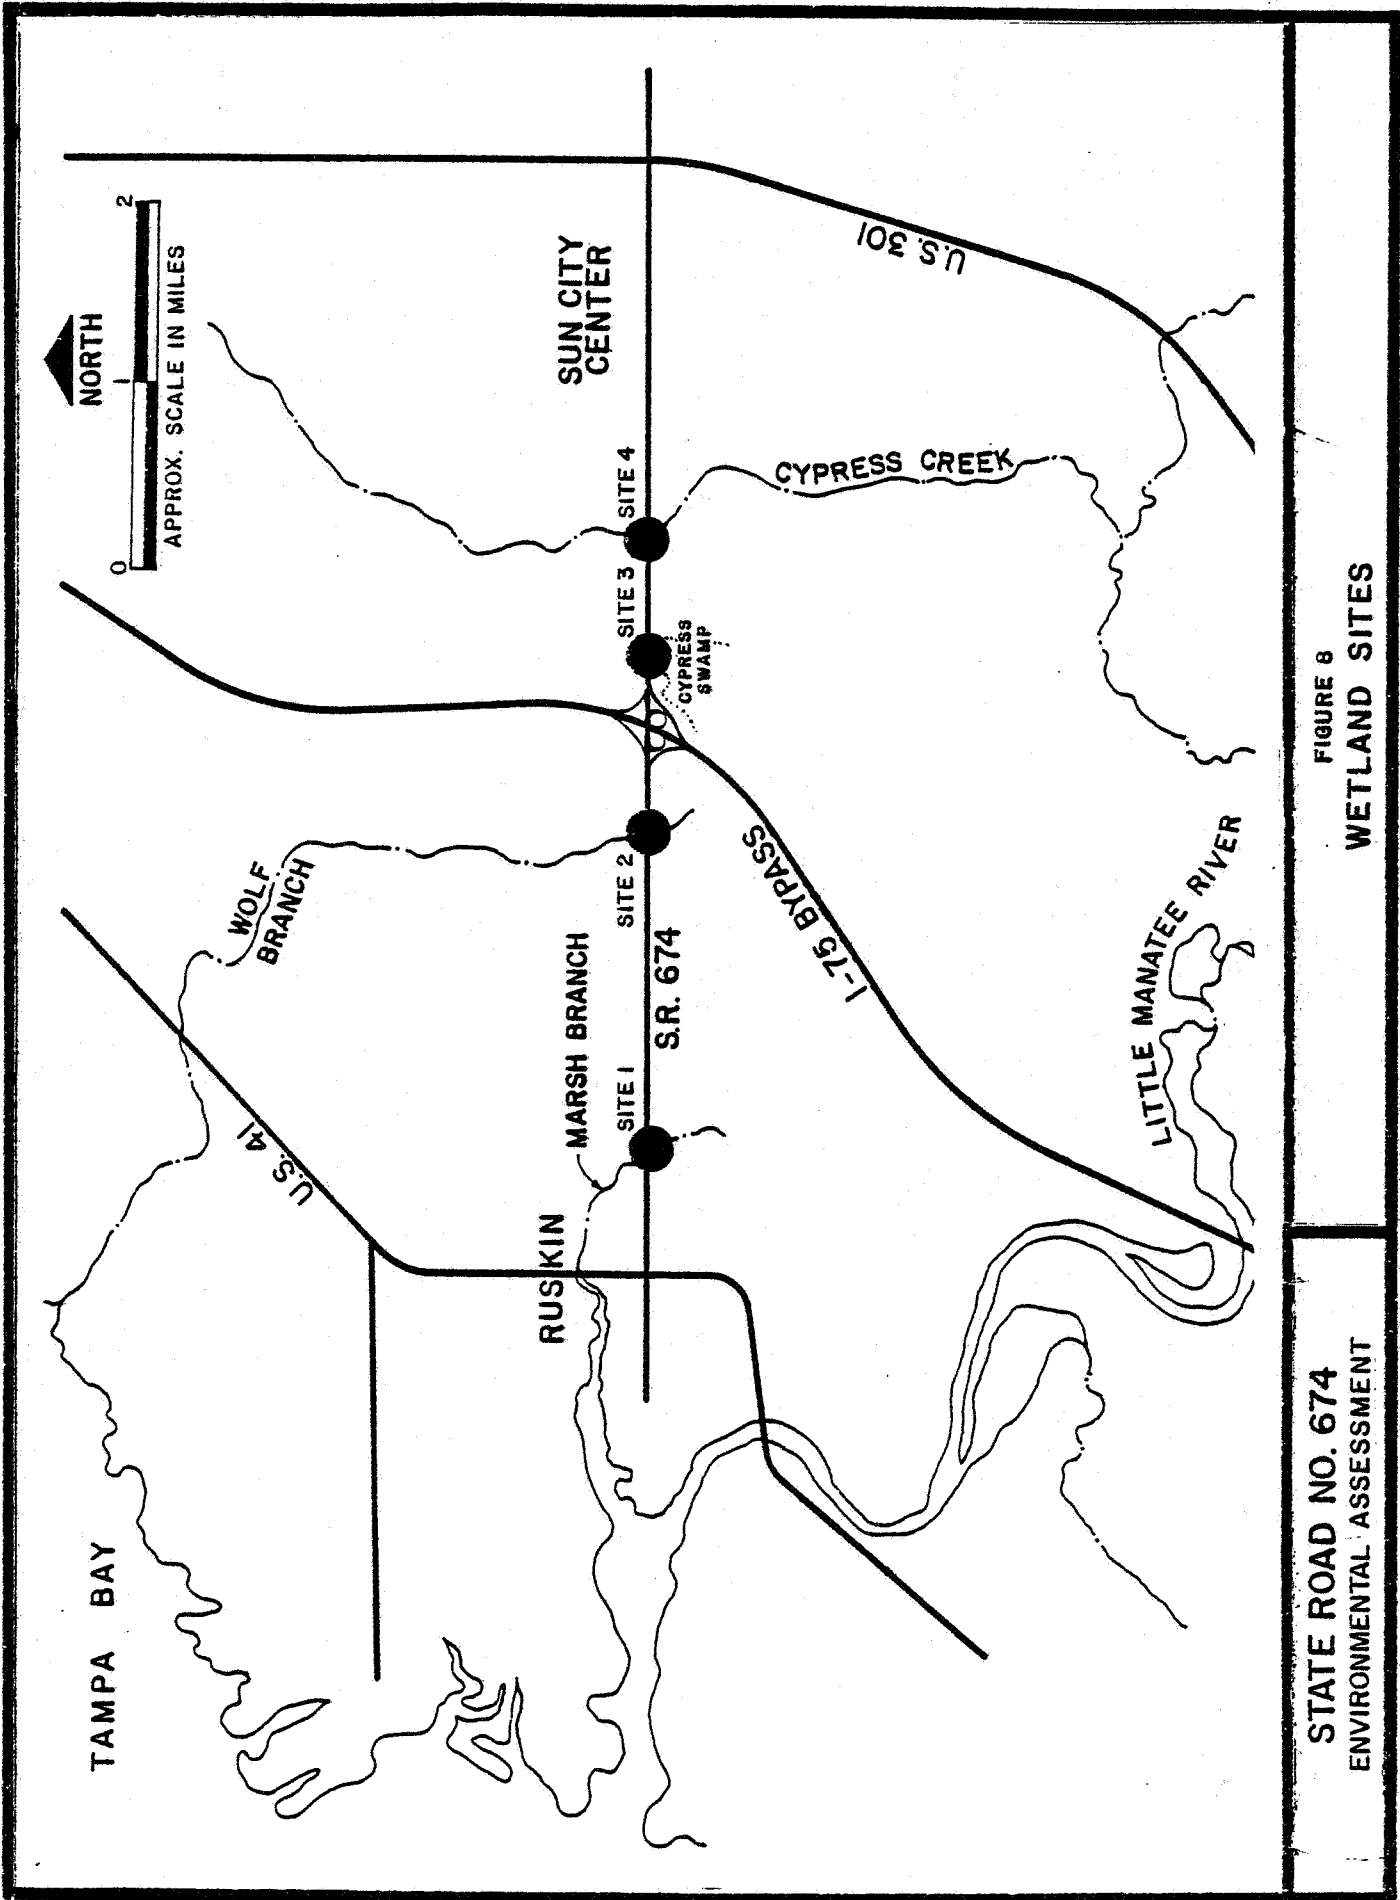 TAMPA BAY
NORTH
0 1 2
APPROX. SCALE IN MILES
WOLF
BRANCH
U.S. 41
RUSKIN
MARSH BRANCH
SUN CITY
CENTER
SITE 1
SITE 2
SITE 3
SITE 4
S.R. 674
CYPRESS
SWAMP
CYPRESS CREEK
U.S. 301
I-75 BYPASS
LITTLE MANATEE RIVER
STATE ROAD NO. 674
ENVIRONMENTAL ASSESSMENT
FIGURE 8
WETLAND SITES